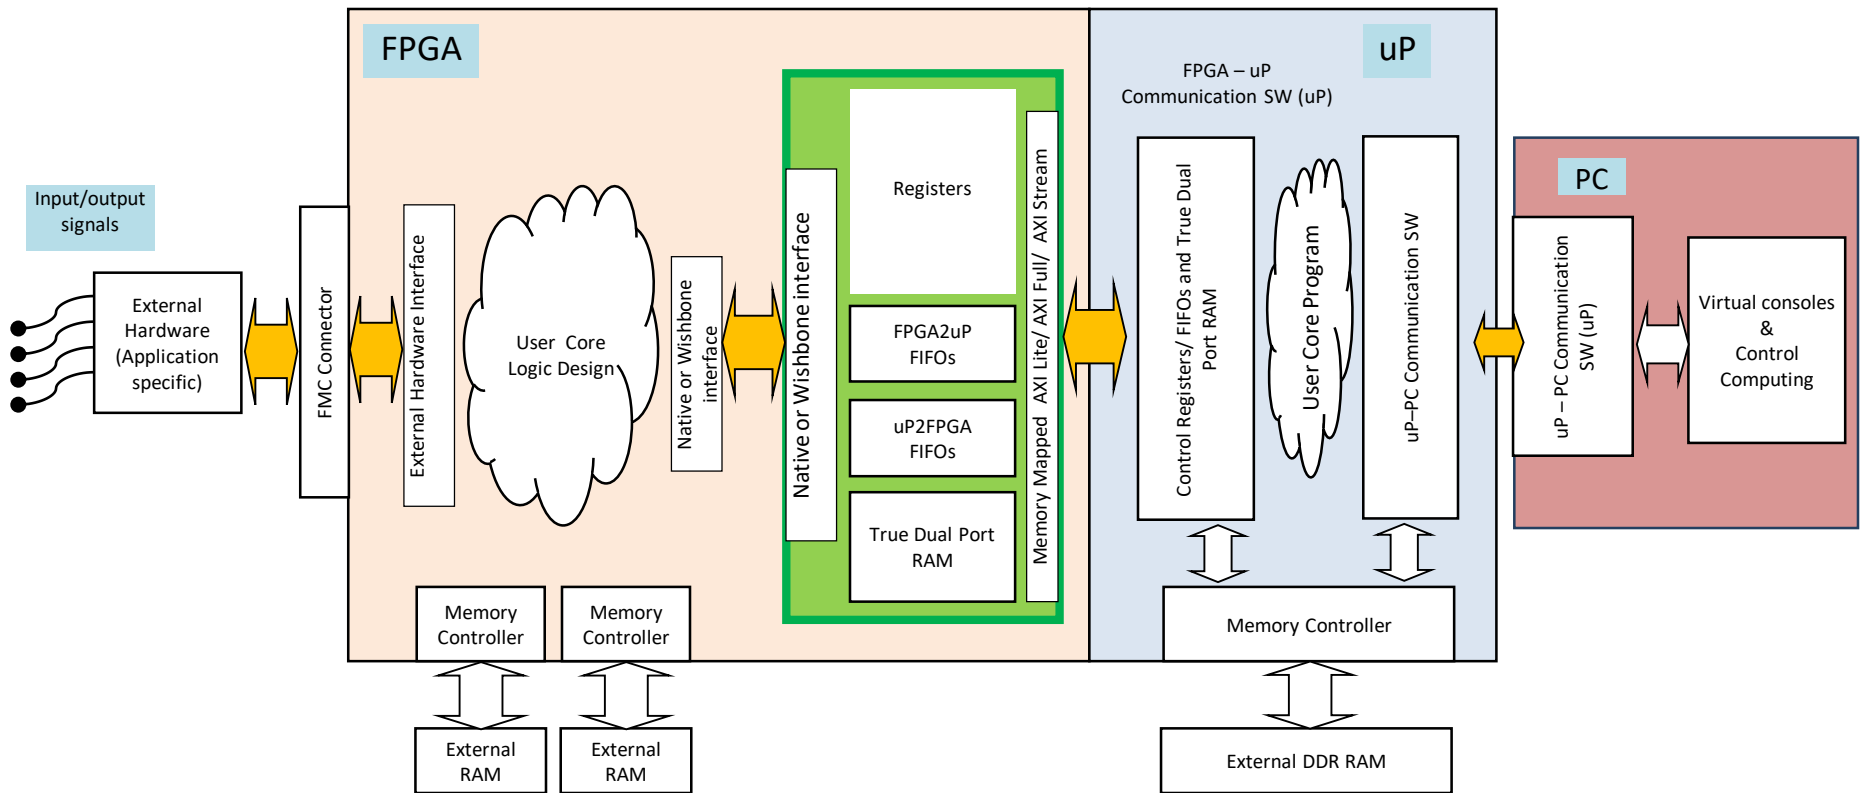 FPGA
uP
FPGA – uP
Communication SW (uP)
PC
Input/output
signals
External
Hardware
(Application
specific)
FMC Connector
External Hardware Interface
User Core
Logic Design
Native or Wishbone
interface
Native or Wishbone interface
Registers
FPGA2uP
FIFOs
uP2FPGA
FIFOs
True Dual Port
RAM
Memory Mapped AXI Lite/ AXI Full/ AXI Stream
Control Registers/ FIFOs and True Dual
Port RAM
User Core Program
uP–PC Communication SW
uP – PC Communication
SW (uP)
Virtual consoles
&
Control
Computing
Memory
Controller
Memory
Controller
Memory Controller
External
RAM
External
RAM
External DDR RAM